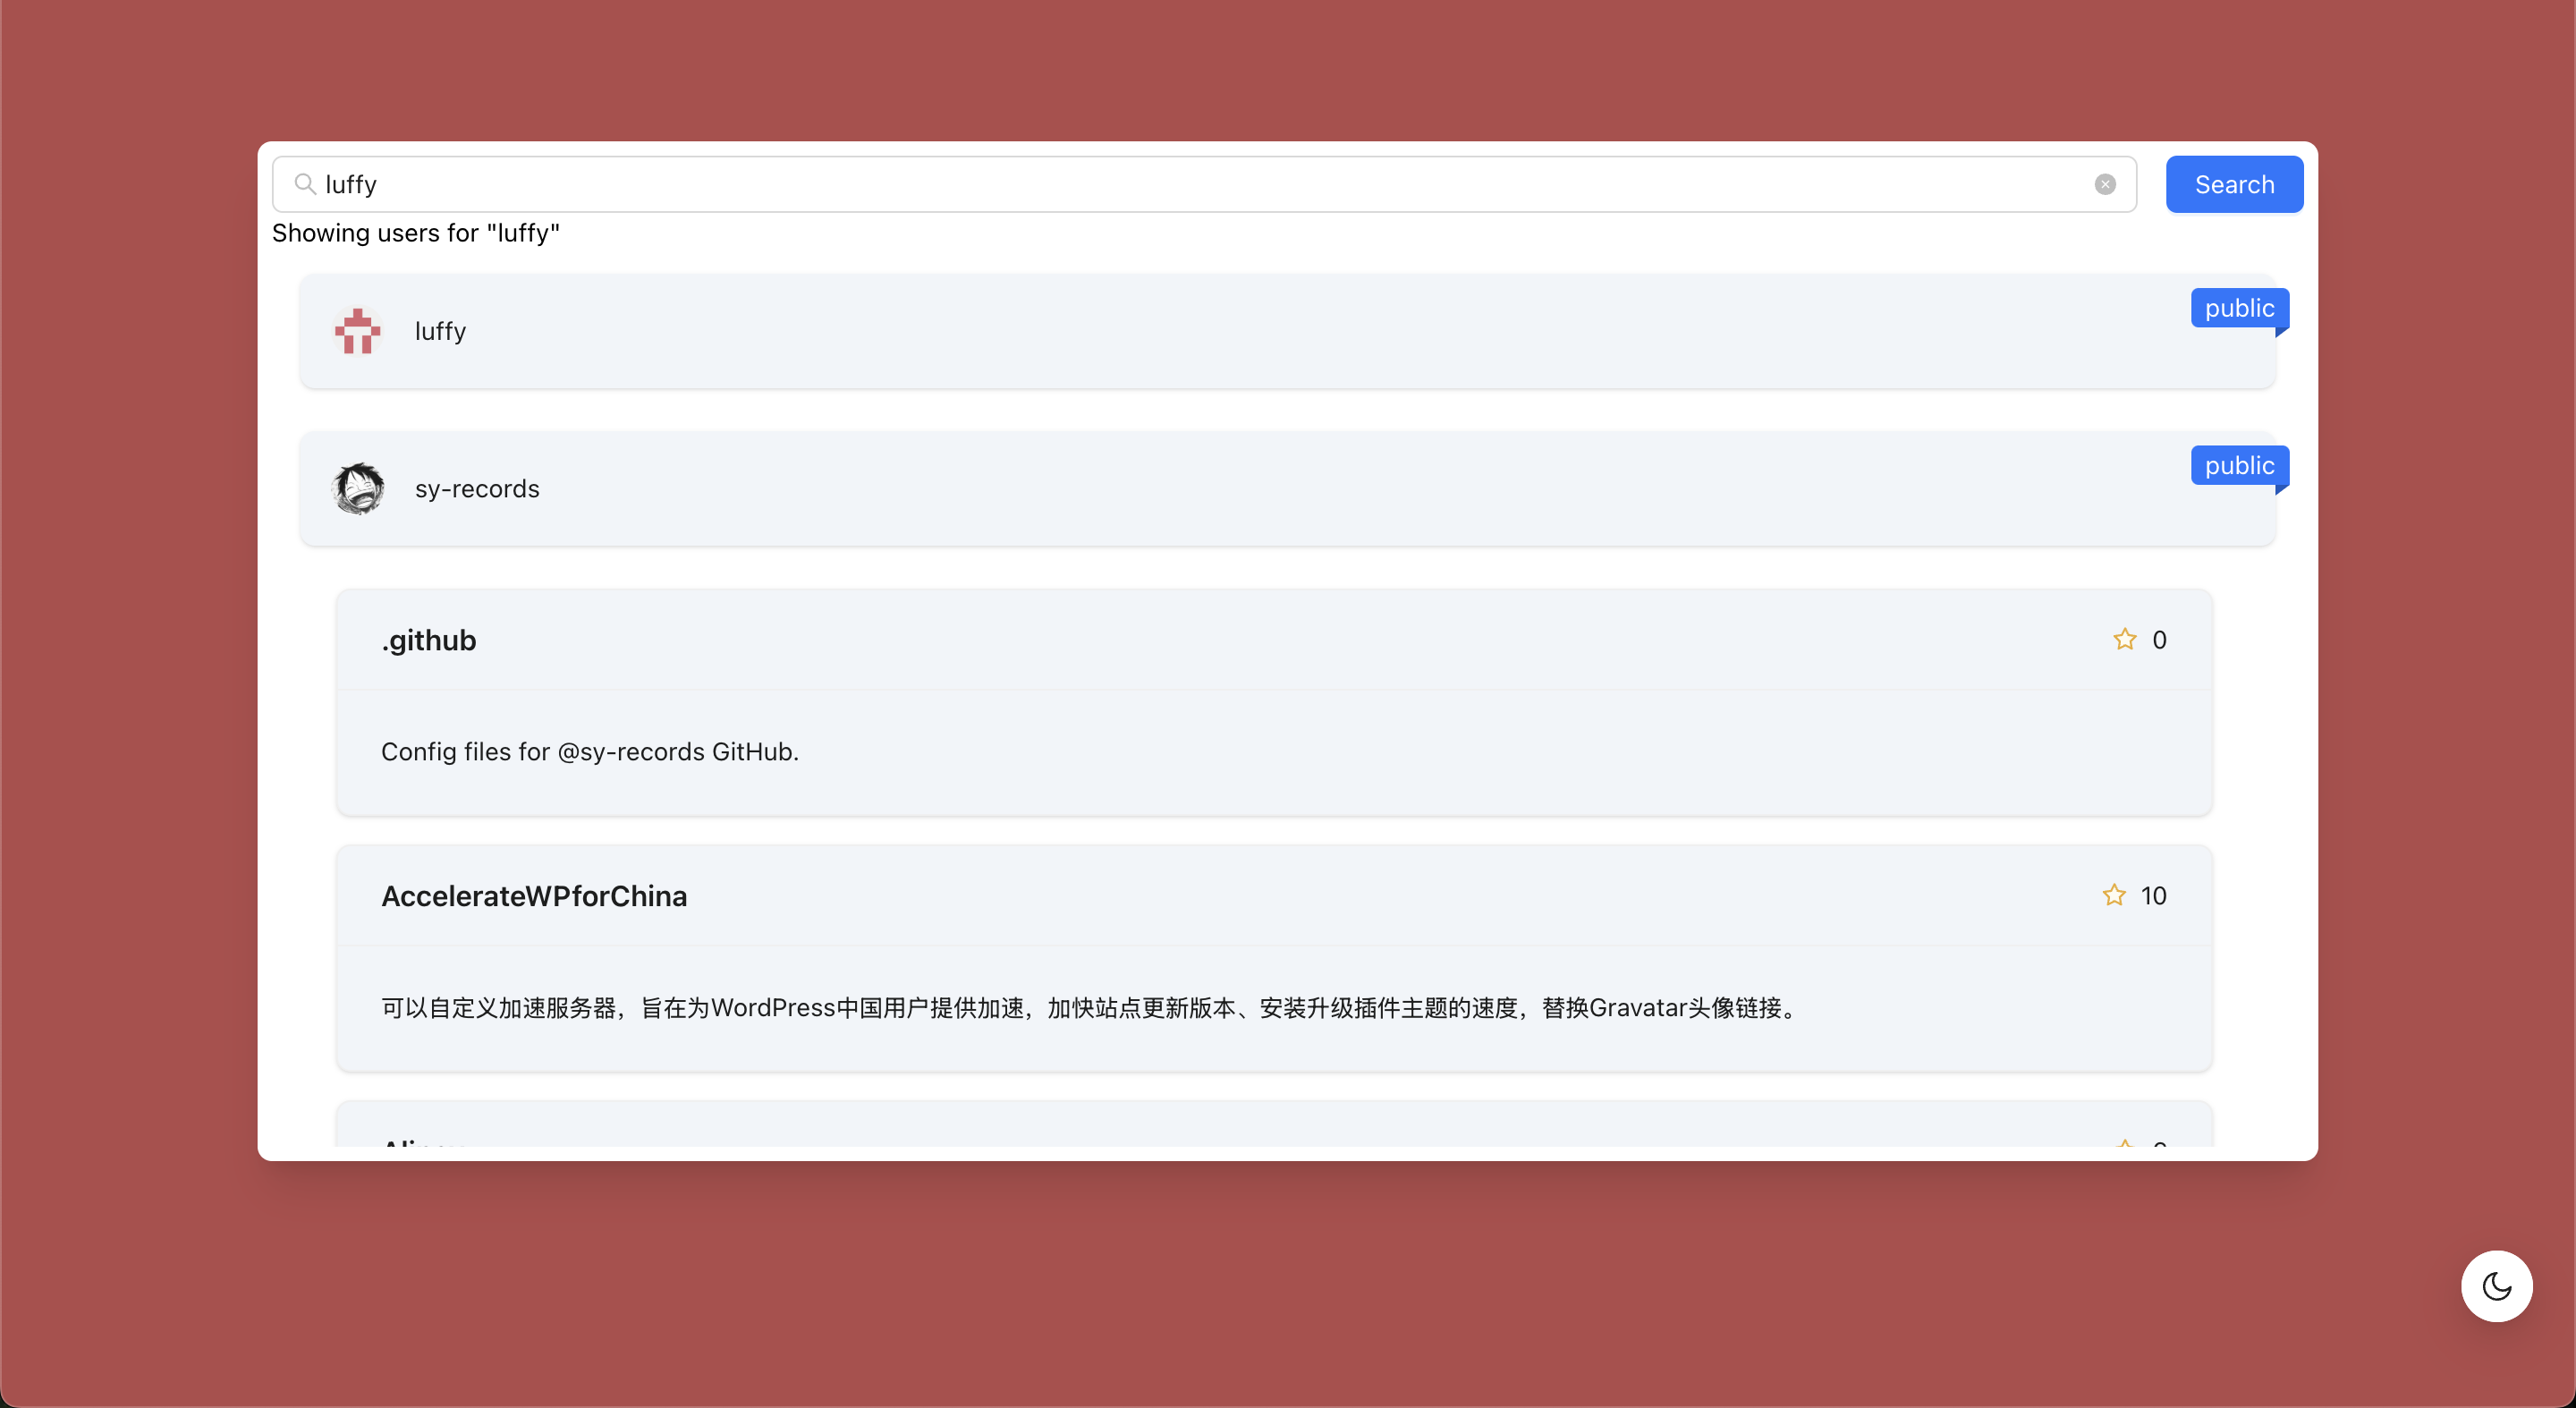 luffy
Search
Showing users for "luffy"
luffy
public
sy-records
public
.github
0
Config files for @sy-records GitHub.
AccelerateWPforChina
10
可以自定义加速服务器，旨在为WordPress中国用户提供加速，加快站点更新版本、安装升级插件主题的速度，替换Gravatar头像链接。